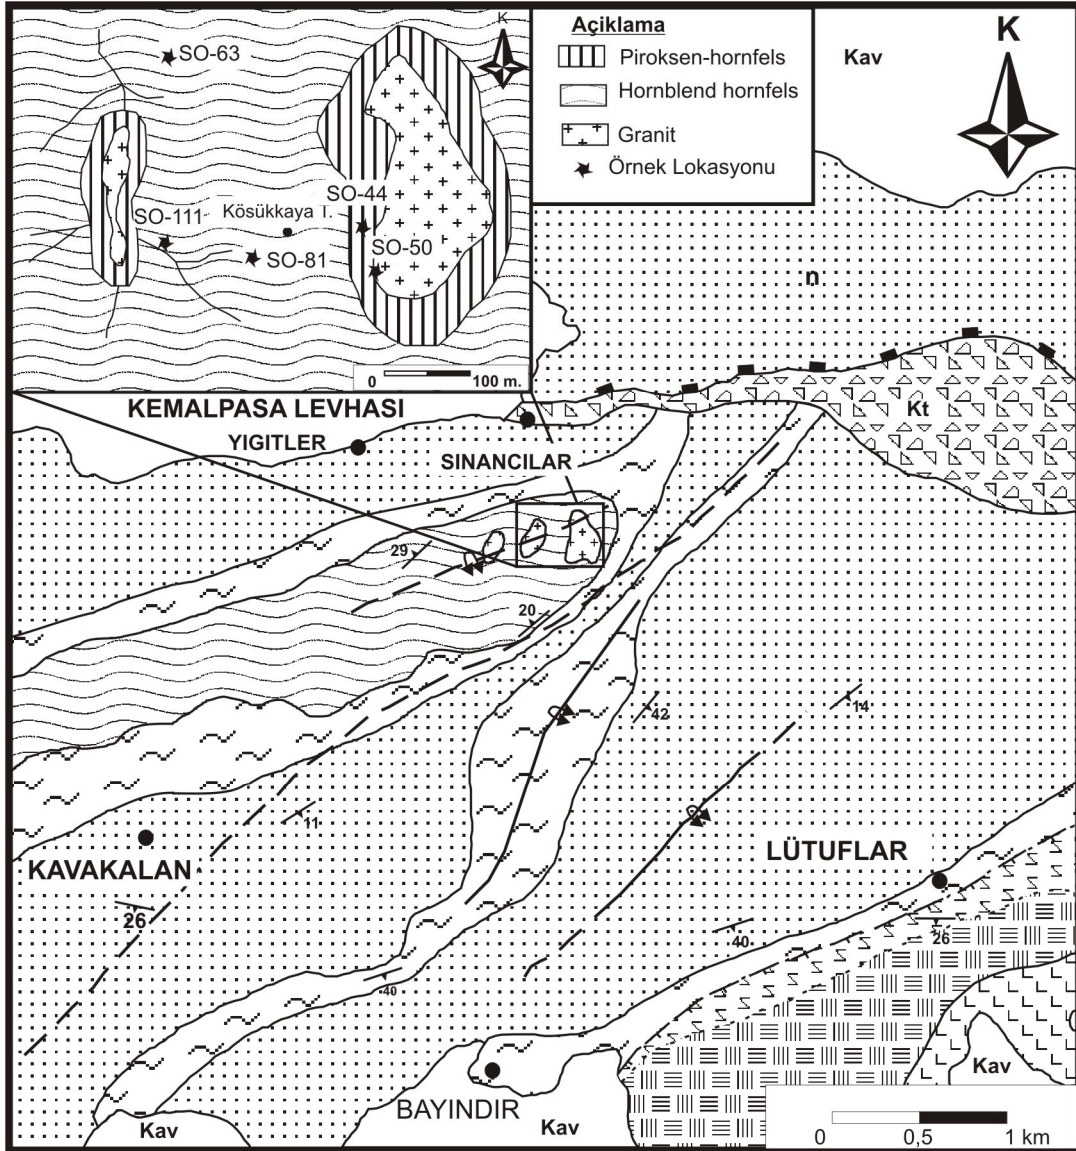 K
SO-63
SO-44
SO-111
Kösükkaya T.
SO-50
SO-81
0 100 m.
Açiklama
Piroksen-hornfels
Hornblend hornfels
Granit
Örnek Lokasyonu
Kav
K
n
KEMALPASA LEVHASI
YIGITLER
SINANCILAR
Kt
29
20
42
14
11
KAVAKALAN
LÜTUFLAR
26
40
26
40
Kav
BAYINDIR
Kav
Kav
0 0,5 1 km